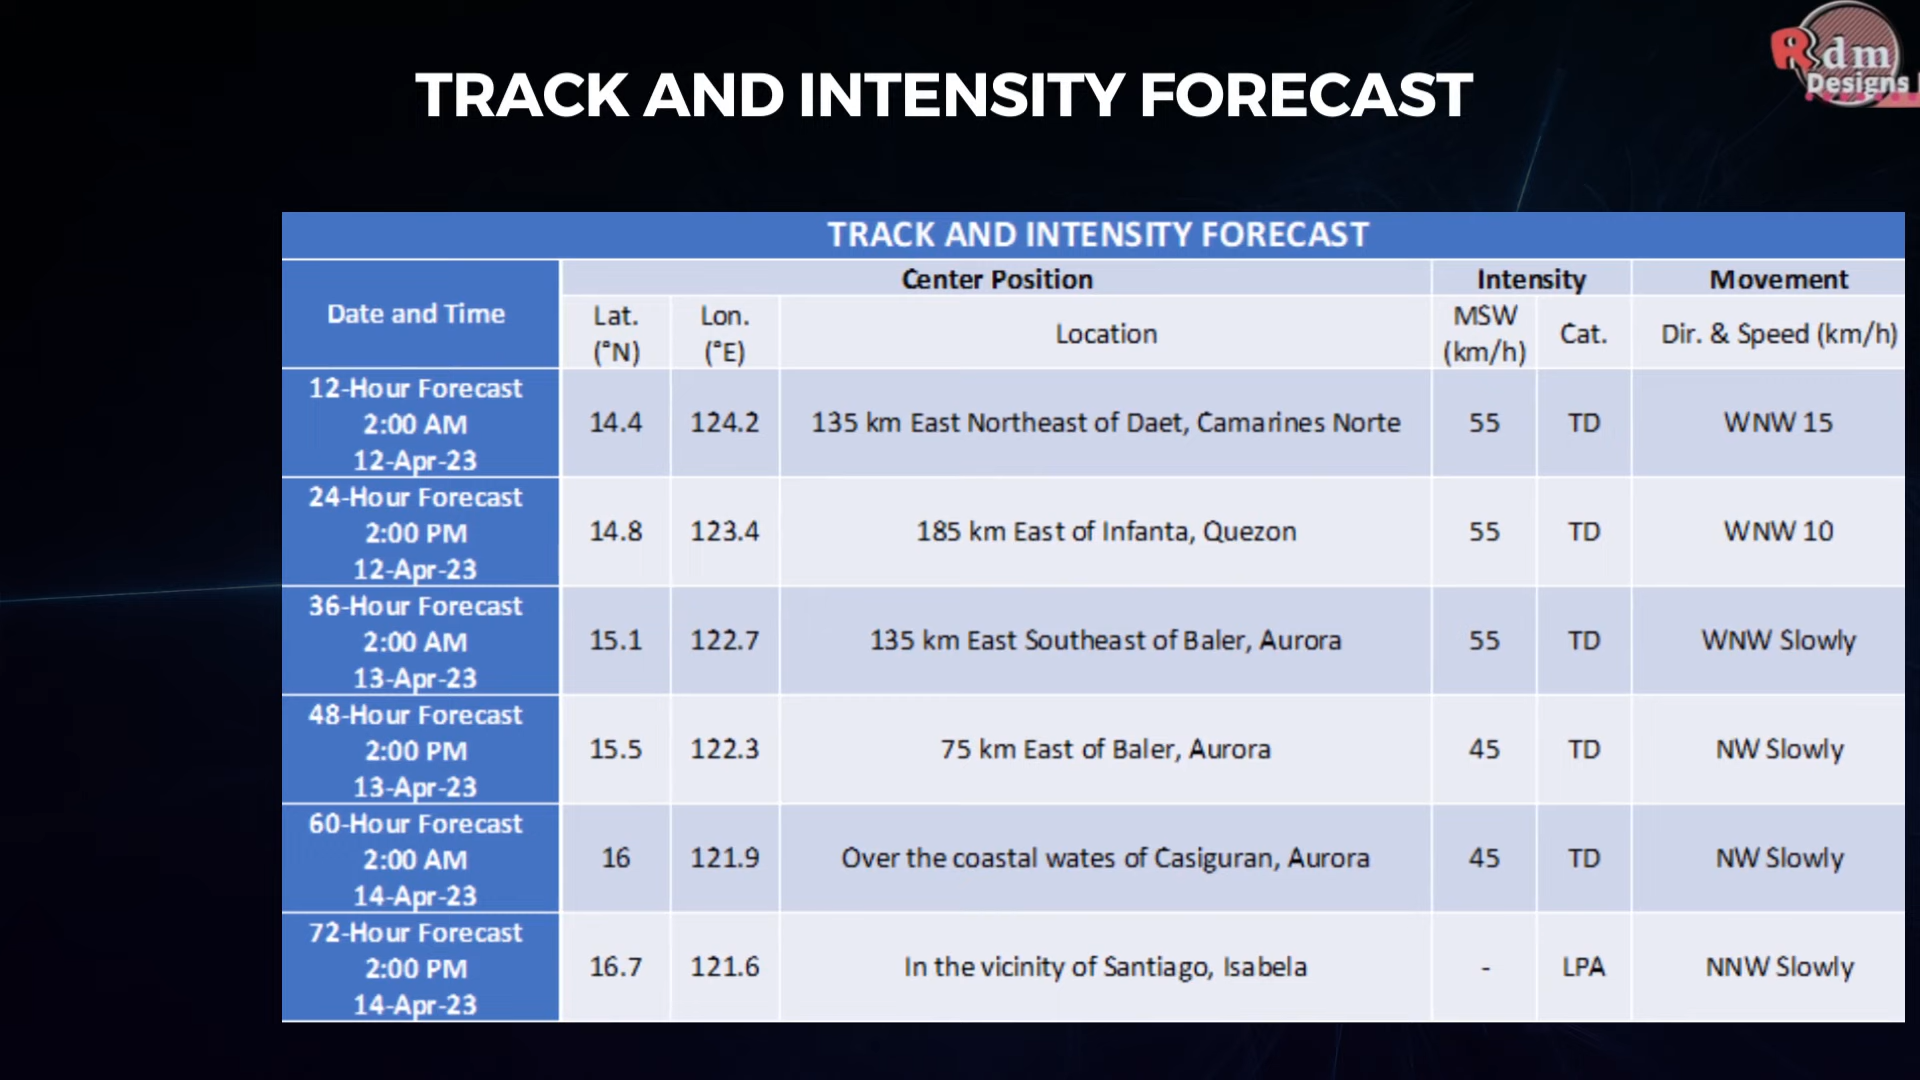 Rdm
Designs
TRACK AND INTENSITY FORECAST
TRACK AND INTENSITY FORECAST
Date and Time
Center Position
Intensity
Movement
Lat.
(°N)
Lon.
(°E)
Location
MSW
(km/h)
Cat.
Dir. & Speed (km/h)
12-Hour Forecast
2:00 AM
12-Apr-23
14.4
124.2
135 km East Northeast of Daet, Camarines Norte
55
TD
WNW 15
24-Hour Forecast
2:00 PM
12-Apr-23
14.8
123.4
185 km East of Infanta, Quezon
55
TD
WNW 10
36-Hour Forecast
2:00 AM
13-Apr-23
15.1
122.7
135 km East Southeast of Baler, Aurora
55
TD
WNW Slowly
48-Hour Forecast
2:00 PM
13-Apr-23
15.5
122.3
75 km East of Baler, Aurora
45
TD
NW Slowly
60-Hour Forecast
2:00 AM
14-Apr-23
16
121.9
Over the coastal wates of Casiguran, Aurora
45
TD
NW Slowly
72-Hour Forecast
2:00 PM
14-Apr-23
16.7
121.6
In the vicinity of Santiago, Isabela
-
LPA
NNW Slowly